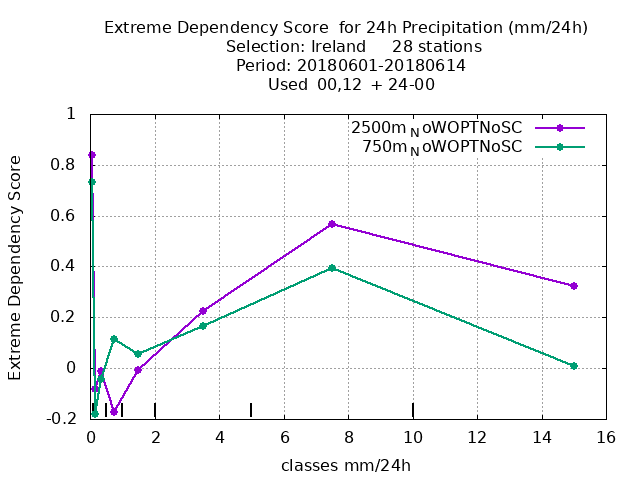 Extreme Dependency Score  for 24h Precipitation (mm/24h)
Selection: Ireland     28 stations
Period: 20180601-20180614
Used  00,12  + 24-00
2500m_NoWOPTNoSC
750m_NoWOPTNoSC
Extreme Dependency Score
1
0.8
0.6
0.4
0.2
0
-0.2
0 2 4 6 8 10 12 14 16
classes mm/24h